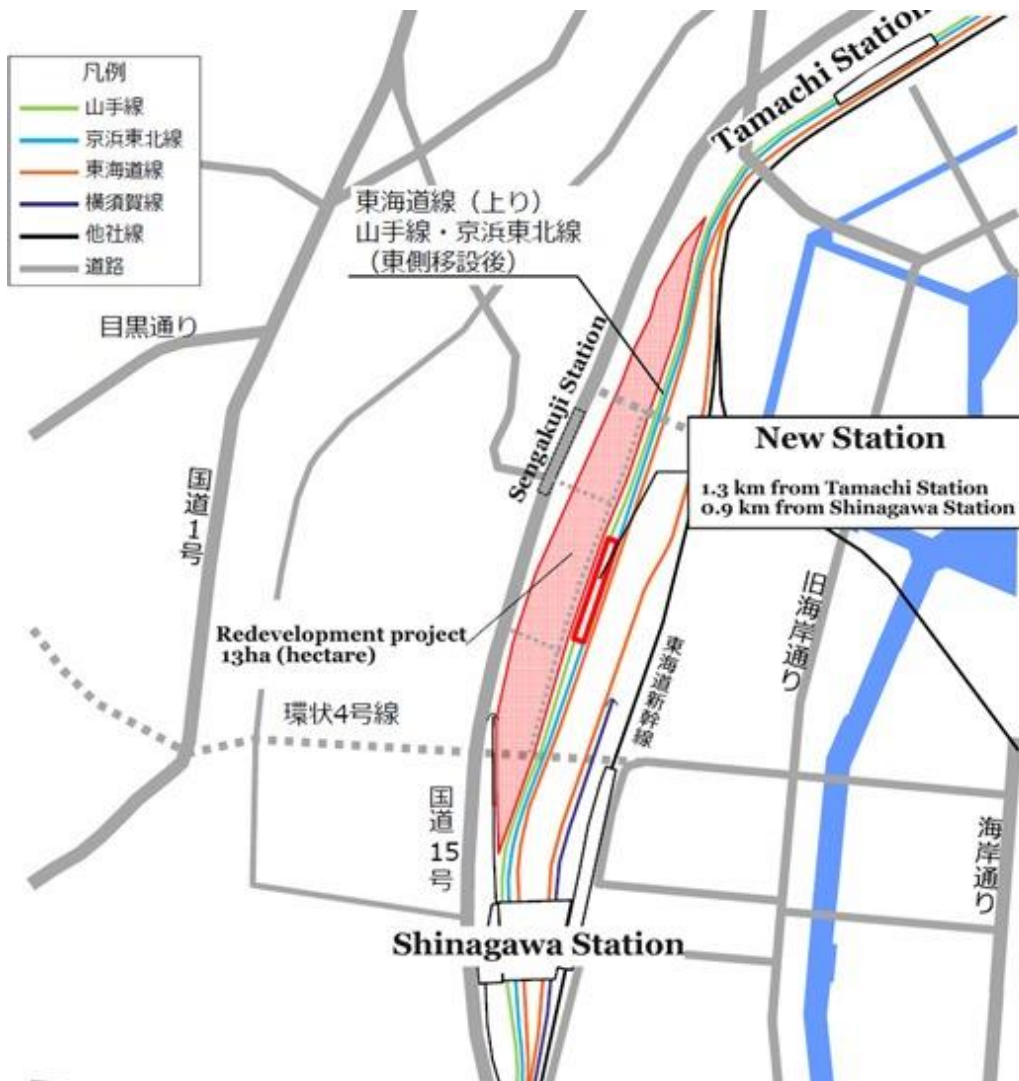 凡例
山手線
京浜東北線
東海道線
横須賀線
他社線
道路
Tamachi Station
東海道線（上り）
山手線・京浜東北線
（東側移設後）
目黒通り
Sengakuji Station
New Station
1.3 km from Tamachi Station
0.9 km from Shinagawa Station
国道1号
旧海岸通り
Redevelopment project
13ha (hectare)
東海道新幹線
環状4号線
国道15号
海岸通り
Shinagawa Station